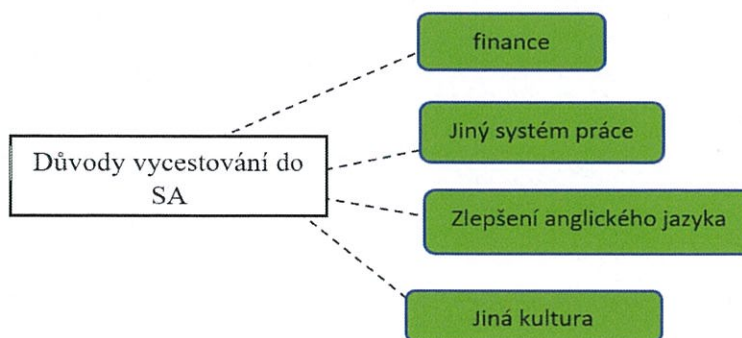 finance
Jiný systém práce
Důvody vycestování do
SA
Zlepšení anglického jazyka
Jiná kultura